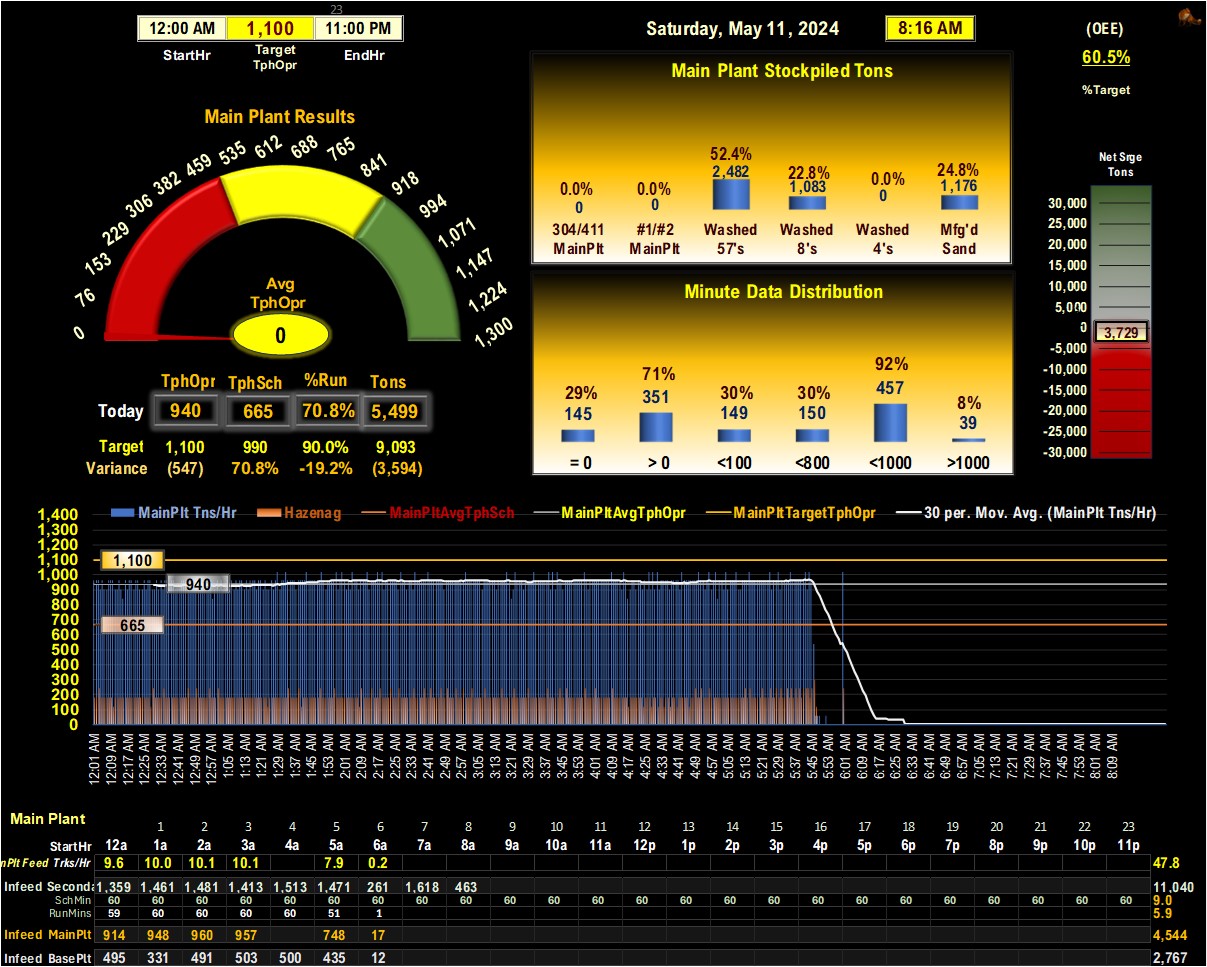 23
12:00 AM 1,100 11:00 PM
StartHr Target TphOpr EndHr
Saturday, May 11, 2024 8:16 AM
(OEE)
60.5%
%Target
Main Plant Results
0 76 153 229 306 382 459 535 612 688 765 841 918 994 1,071 1,147 1,224 1,300
Avg
TphOpr
0
TphOpr TphSch %Run Tons
Today 940 665 70.8% 5,499
Target 1,100 990 90.0% 9,093
Variance (547) 70.8% -19.2% (3,594)
Main Plant Stockpiled Tons
0.0% 0.0% 52.4% 22.8% 0.0% 24.8%
0 0 2,482 1,083 0 1,176
304/411 #1/#2 Washed Washed Washed Mfg'd
MainPlt MainPlt 57's 8's 4's Sand
Minute Data Distribution
29% 71% 30% 30% 92% 8%
145 351 149 150 457 39
= 0 > 0 <100 <800 <1000 >1000
Net Srge
Tons
30,000
25,000
20,000
15,000
10,000
5,000
0
3,729
-5,000
-10,000
-15,000
-20,000
-25,000
-30,000
MainPlt Tns/Hr Hazenag MainPltAvgTphSch MainPltAvgTphOpr MainPltTargetTphOpr 30 per. Mov. Avg. (MainPlt Tns/Hr)
1,400
1,300
1,200
1,100
1,000
900
800
700
600
500
400
300
200
100
0
1,100
940
665
12:01 AM 12:09 AM 12:17 AM 12:25 AM 12:33 AM 12:41 AM 12:49 AM 12:57 AM 1:05 AM 1:13 AM 1:21 AM 1:29 AM 1:37 AM 1:45 AM 1:53 AM 2:01 AM 2:09 AM 2:17 AM 2:25 AM 2:33 AM 2:41 AM 2:49 AM 2:57 AM 3:05 AM 3:13 AM 3:21 AM 3:29 AM 3:37 AM 3:45 AM 3:53 AM 4:01 AM 4:09 AM 4:17 AM 4:25 AM 4:33 AM 4:41 AM 4:49 AM 4:57 AM 5:05 AM 5:13 AM 5:21 AM 5:29 AM 5:37 AM 5:45 AM 5:53 AM 6:01 AM 6:09 AM 6:17 AM 6:25 AM 6:33 AM 6:41 AM 6:49 AM 6:57 AM 7:05 AM 7:13 AM 7:21 AM 7:29 AM 7:37 AM 7:45 AM 7:53 AM 8:01 AM 8:09 AM
Main Plant
1 2 3 4 5 6 7 8 9 10 11 12 13 14 15 16 17 18 19 20 21 22 23
StartHr 12a 1a 2a 3a 4a 5a 6a 7a 8a 9a 10a 11a 12p 1p 2p 3p 4p 5p 6p 7p 8p 9p 10p 11p
nPlt Feed Trks/Hr 9.6 10.0 10.1 10.1 7.9 0.2 47.8
Infeed Seconda 1,359 1,461 1,481 1,413 1,513 1,471 261 1,618 463 11,040
SchMin 60 60 60 60 60 60 60 60 60 60 60 60 60 60 60 60 60 60 60 60 60 60 60 60 9.0
RunMins 59 60 60 60 60 51 1 5.9
Infeed MainPlt 914 948 960 957 748 17 4,544
Infeed BasePlt 495 331 491 503 500 435 12 2,767